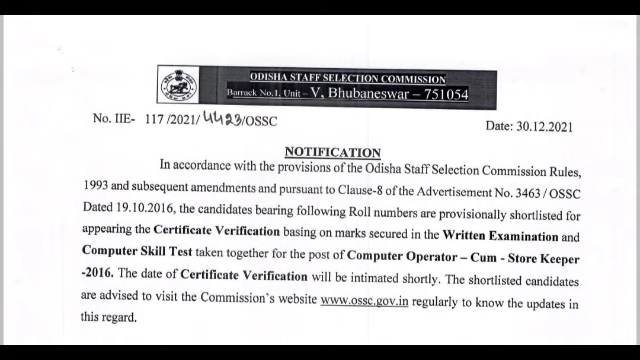 ODISHA STAFF SELECTION COMMISSION
Barrack No.1, Unit – V, Bhubaneswar – 751054
No. IIE- 117/2021/4423/OSSC
Date: 30.12.2021
NOTIFICATION
In accordance with the provisions of the Odisha Staff Selection Commission Rules,
1993 and subsequent amendments and pursuant to Clause-8 of the Advertisement No. 3463/OSSC
Dated 19.10.2016, the candidates bearing following Roll numbers are provisionally shortlisted for
appearing the Certificate Verification basing on marks secured in the Written Examination and
Computer Skill Test taken together for the post of Computer Operator – Cum - Store Keeper
-2016. The date of Certificate Verification will be intimated shortly. The shortlisted candidates
are advised to visit the Commission's website www.ossc.gov.in regularly to know the updates in
this regard.